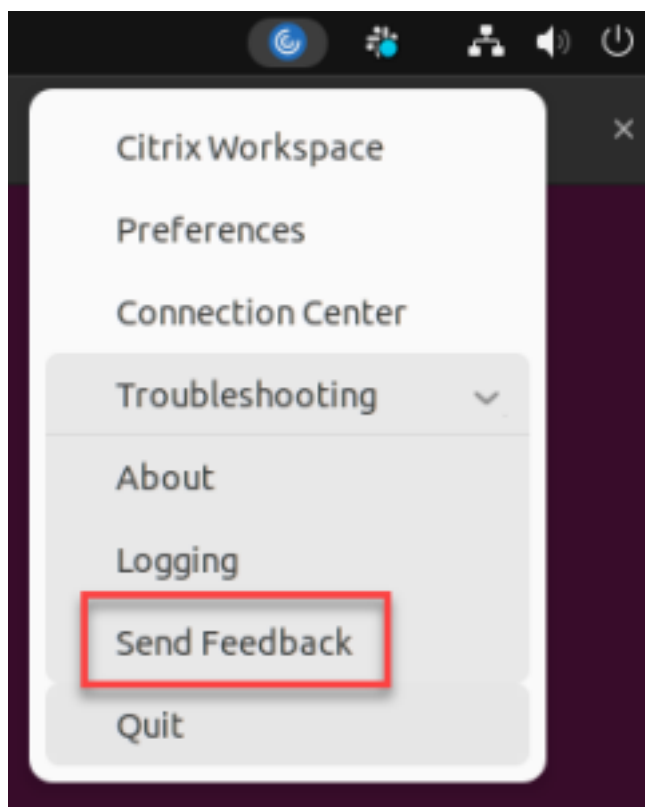 Citrix Workspace
Preferences
Connection Center
Troubleshooting
About
Logging
Send Feedback
Quit